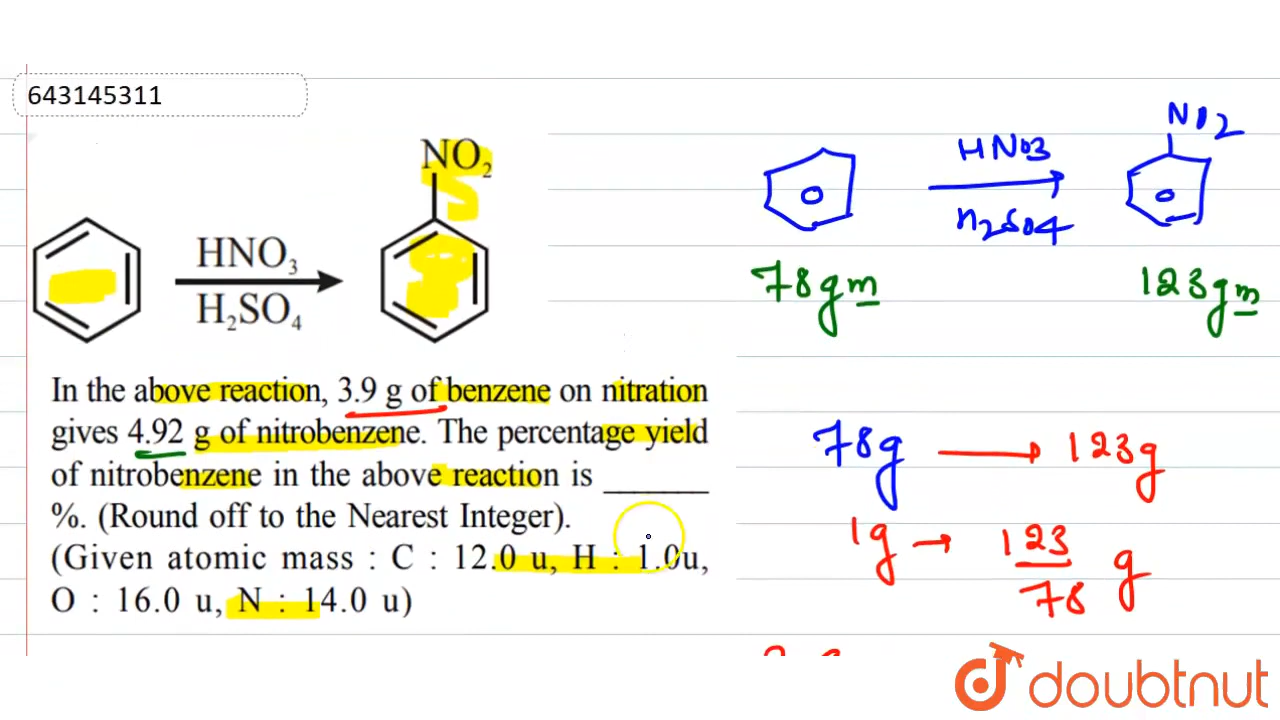 643145311
NO₂
HNO₃
H₂SO₄
In the above reaction, 3.9 g of benzene on nitration
gives 4.92 g of nitrobenzene. The percentage yield
of nitrobenzene in the above reaction is ________
%. (Round off to the Nearest Integer).
(Given atomic mass : C : 12.0 u, H : 1.0u,
O : 16.0 u, N : 14.0 u)
NO2
HNO3
H2SO4
78gm
123gm
78g → 123g
1g → 123/78 g
doubtnut